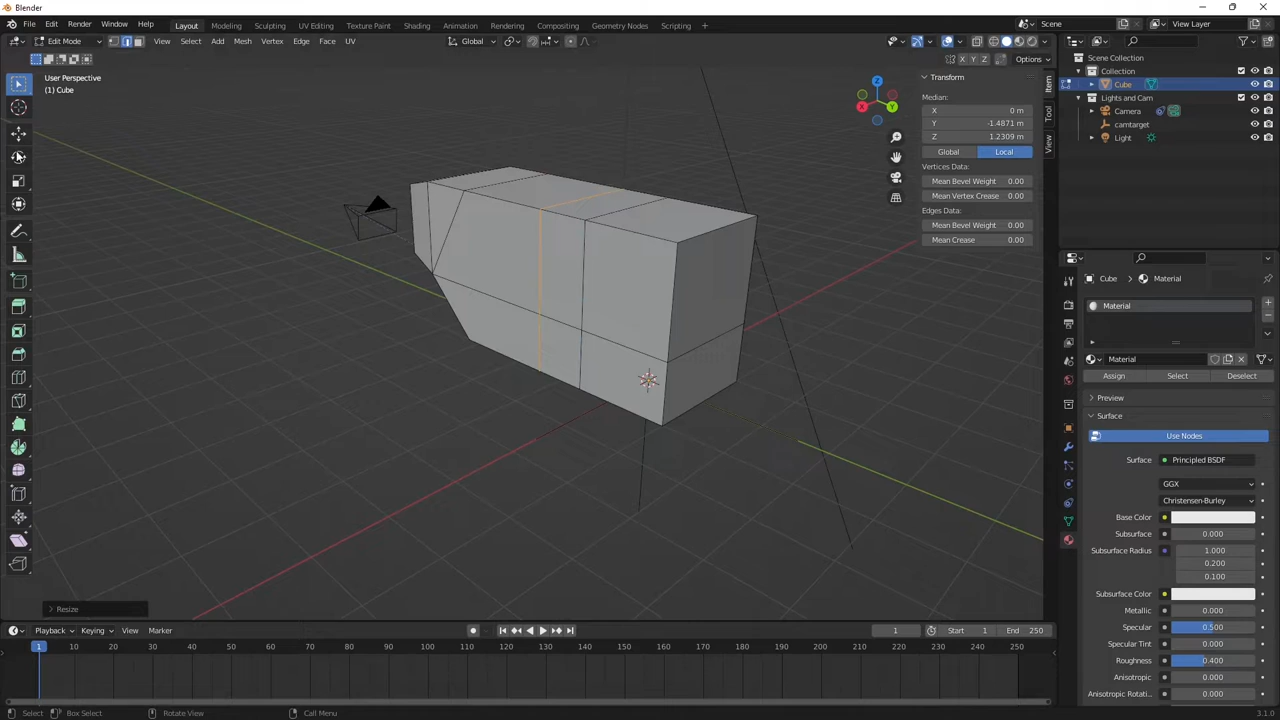 Blender
File Edit Render Window Help Layout Modeling Sculpting UV Editing Texture Paint Shading Animation Rendering Compositing Geometry Nodes Scripting + Scene View Layer
Edit Mode View Select Add Mesh Vertex Edge Face UV Global
X Y Z Options
User Perspective
(1) Cube
Z
X Y
Transform
Median:
X 0 m
Y -1.4871 m
Z 1.2309 m
Global Local
Vertices Data:
Mean Bevel Weight 0.00
Mean Vertex Crease 0.00
Edges Data:
Mean Bevel Weight 0.00
Mean Crease 0.00
Item
Tool
View
Scene Collection
Collection
Cube
Lights and Cam
Camera
camtarget
Light
Cube Material
Material
Material
Assign Select Deselect
Preview
Surface
Use Nodes
Surface Principled BSDF
GGX
Christensen-Burley
Base Color
Subsurface 0.000
Subsurface Radius 1.000
0.200
0.100
Subsurface Color
Metallic 0.000
Specular 0.500
Specular Tint 0.000
Roughness 0.400
Anisotropic 0.000
Anisotropic Rotati... 0.000
Resize
Playback Keying View Marker 1 Start 1 End 250
1 10 20 30 40 50 60 70 80 90 100 110 120 130 140 150 160 170 180 190 200 210 220 230 240 250
Select Box Select Rotate View Call Menu 3.1.0